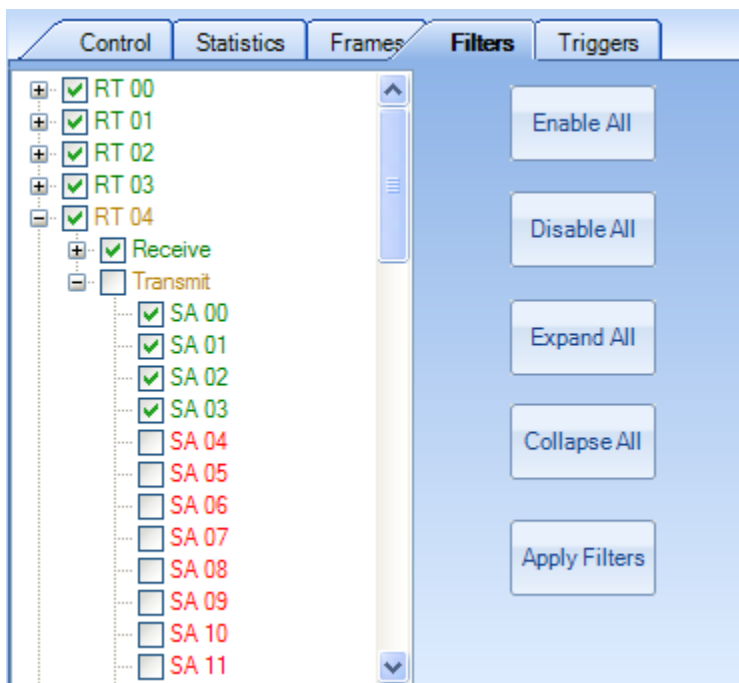 Control Statistics Frames Filters Triggers
RT 00
RT 01
RT 02
RT 03
RT 04
Receive
Transmit
SA 00
SA 01
SA 02
SA 03
SA 04
SA 05
SA 06
SA 07
SA 08
SA 09
SA 10
SA 11
Enable All
Disable All
Expand All
Collapse All
Apply Filters